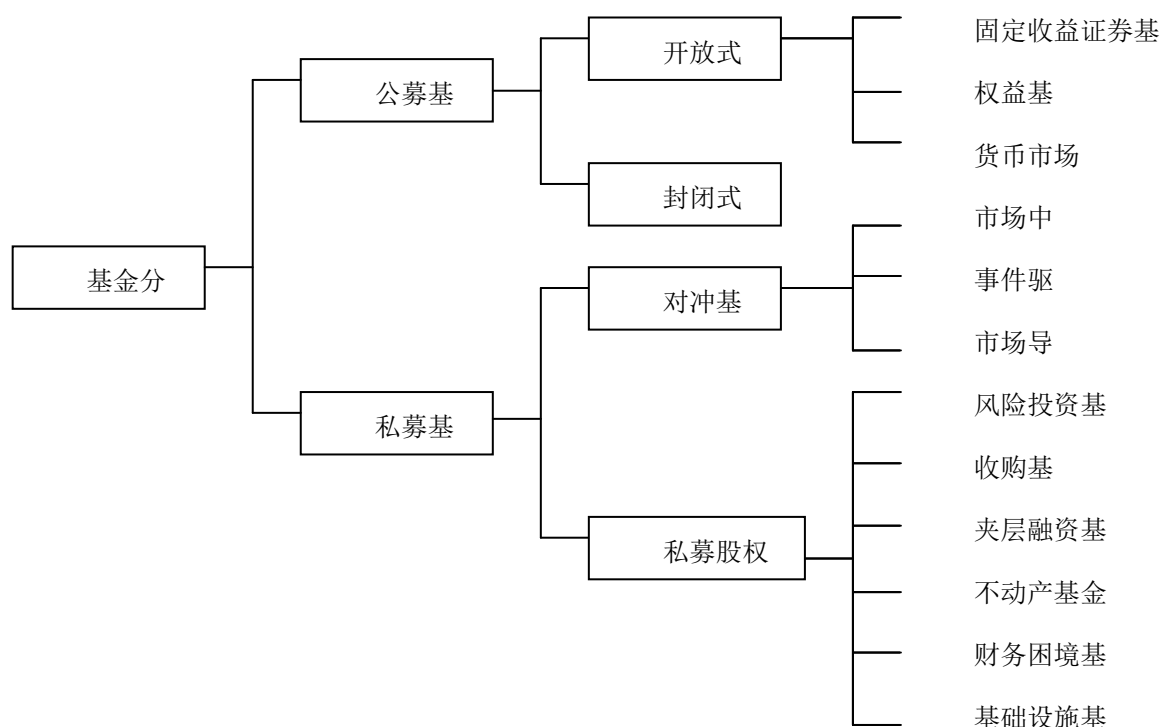 固定收益证券基
开放式
公募基
权益基
货币市场
封闭式
市场中
基金分
对冲基
事件驱
市场导
私募基
风险投资基
收购基
私募股权
夹层融资基
不动产基金
财务困境基
基础设施基